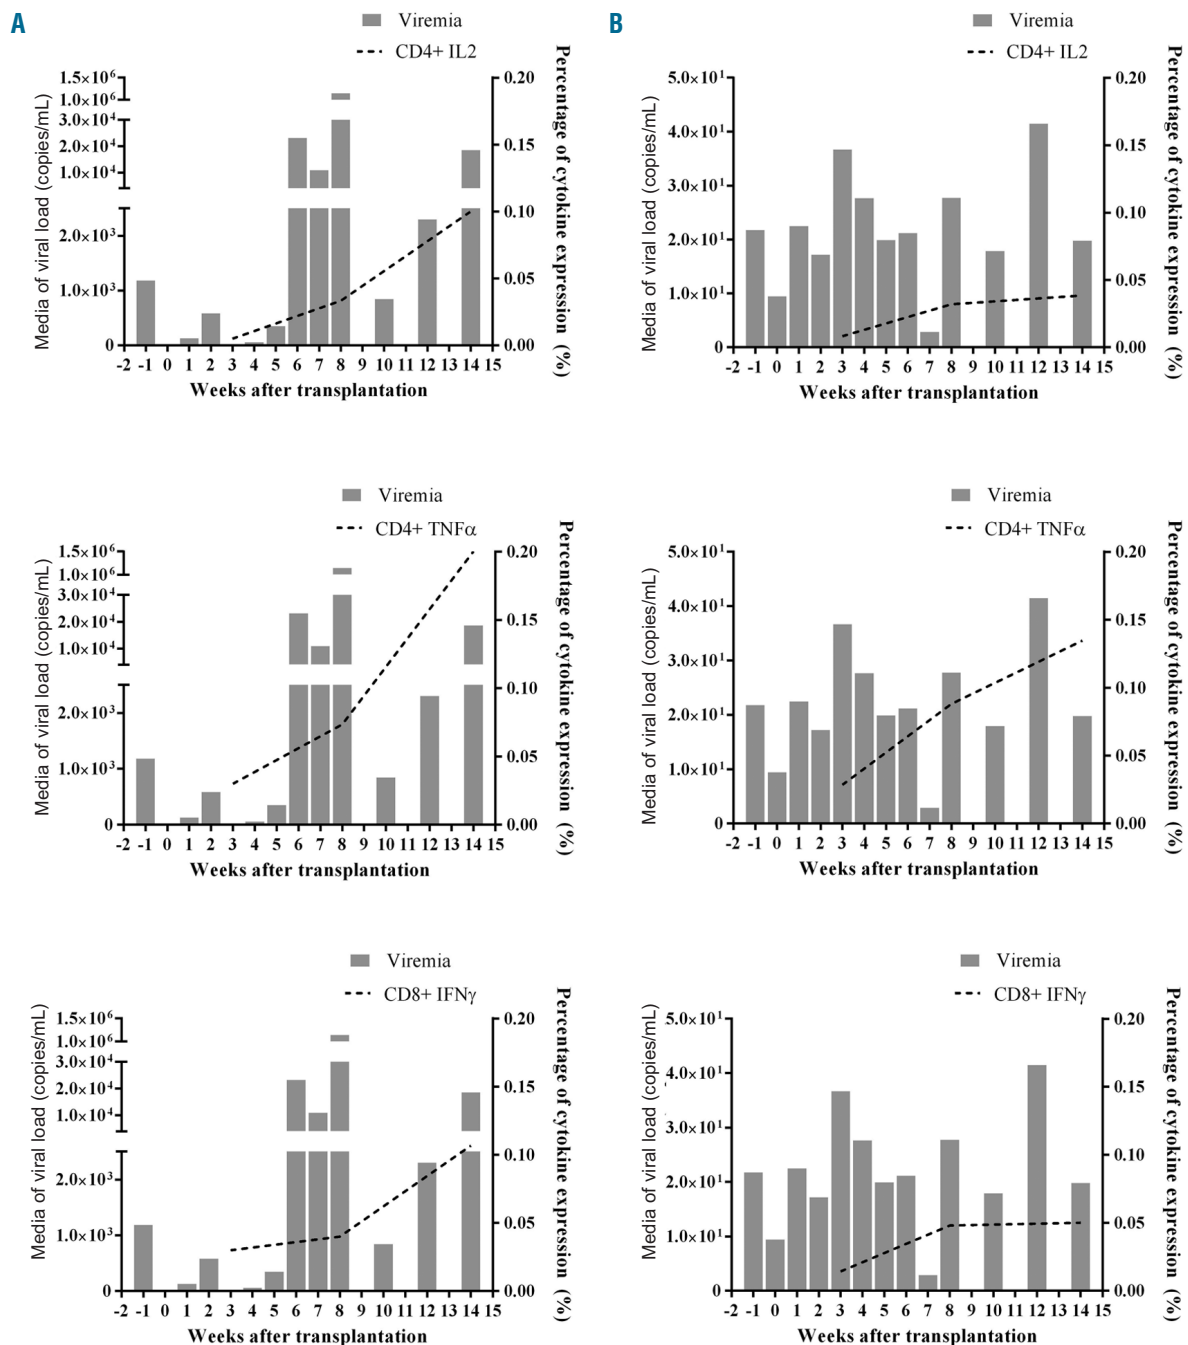 A
Viremia
CD4+ IL2
Media of viral load (copies/mL)
1.5×10⁶
1.0×10⁶
3.0×10⁴
2.0×10⁴
1.0×10⁴
2.0×10³
1.0×10³
0
0.20
0.15
0.10
0.05
0.00
Percentage of cytokine expression (%)
-2 -1 0 1 2 3 4 5 6 7 8 9 10 11 12 13 14 15
Weeks after transplantation
B
Viremia
CD4+ IL2
Media of viral load (copies/mL)
5.0×10¹
4.0×10¹
3.0×10¹
2.0×10¹
1.0×10¹
0
0.20
0.15
0.10
0.05
0.00
Percentage of cytokine expression (%)
-2 -1 0 1 2 3 4 5 6 7 8 9 10 11 12 13 14 15
Weeks after transplantation
Viremia
CD4+ TNFα
Media of viral load (copies/mL)
1.5×10⁶
1.0×10⁶
3.0×10⁴
2.0×10⁴
1.0×10⁴
2.0×10³
1.0×10³
0
0.20
0.15
0.10
0.05
0.00
Percentage of cytokine expression (%)
-2 -1 0 1 2 3 4 5 6 7 8 9 10 11 12 13 14 15
Weeks after transplantation
Viremia
CD4+ TNFα
Media of viral load (copies/mL)
5.0×10¹
4.0×10¹
3.0×10¹
2.0×10¹
1.0×10¹
0
0.20
0.15
0.10
0.05
0.00
Percentage of cytokine expression (%)
-2 -1 0 1 2 3 4 5 6 7 8 9 10 11 12 13 14 15
Weeks after transplantation
Viremia
CD8+ IFNγ
Media of viral load (copies/mL)
1.5×10⁶
1.0×10⁶
3.0×10⁴
2.0×10⁴
1.0×10⁴
2.0×10³
1.0×10³
0
0.20
0.15
0.10
0.05
0.00
Percentage of cytokine expression (%)
-2 -1 0 1 2 3 4 5 6 7 8 9 10 11 12 13 14 15
Weeks after transplantation
Viremia
CD8+ IFNγ
Media of viral load (copies/mL)
5.0×10¹
4.0×10¹
3.0×10¹
2.0×10¹
1.0×10¹
0
0.20
0.15
0.10
0.05
0.00
Percentage of cytokine expression (%)
-2 -1 0 1 2 3 4 5 6 7 8 9 10 11 12 13 14 15
Weeks after transplantation